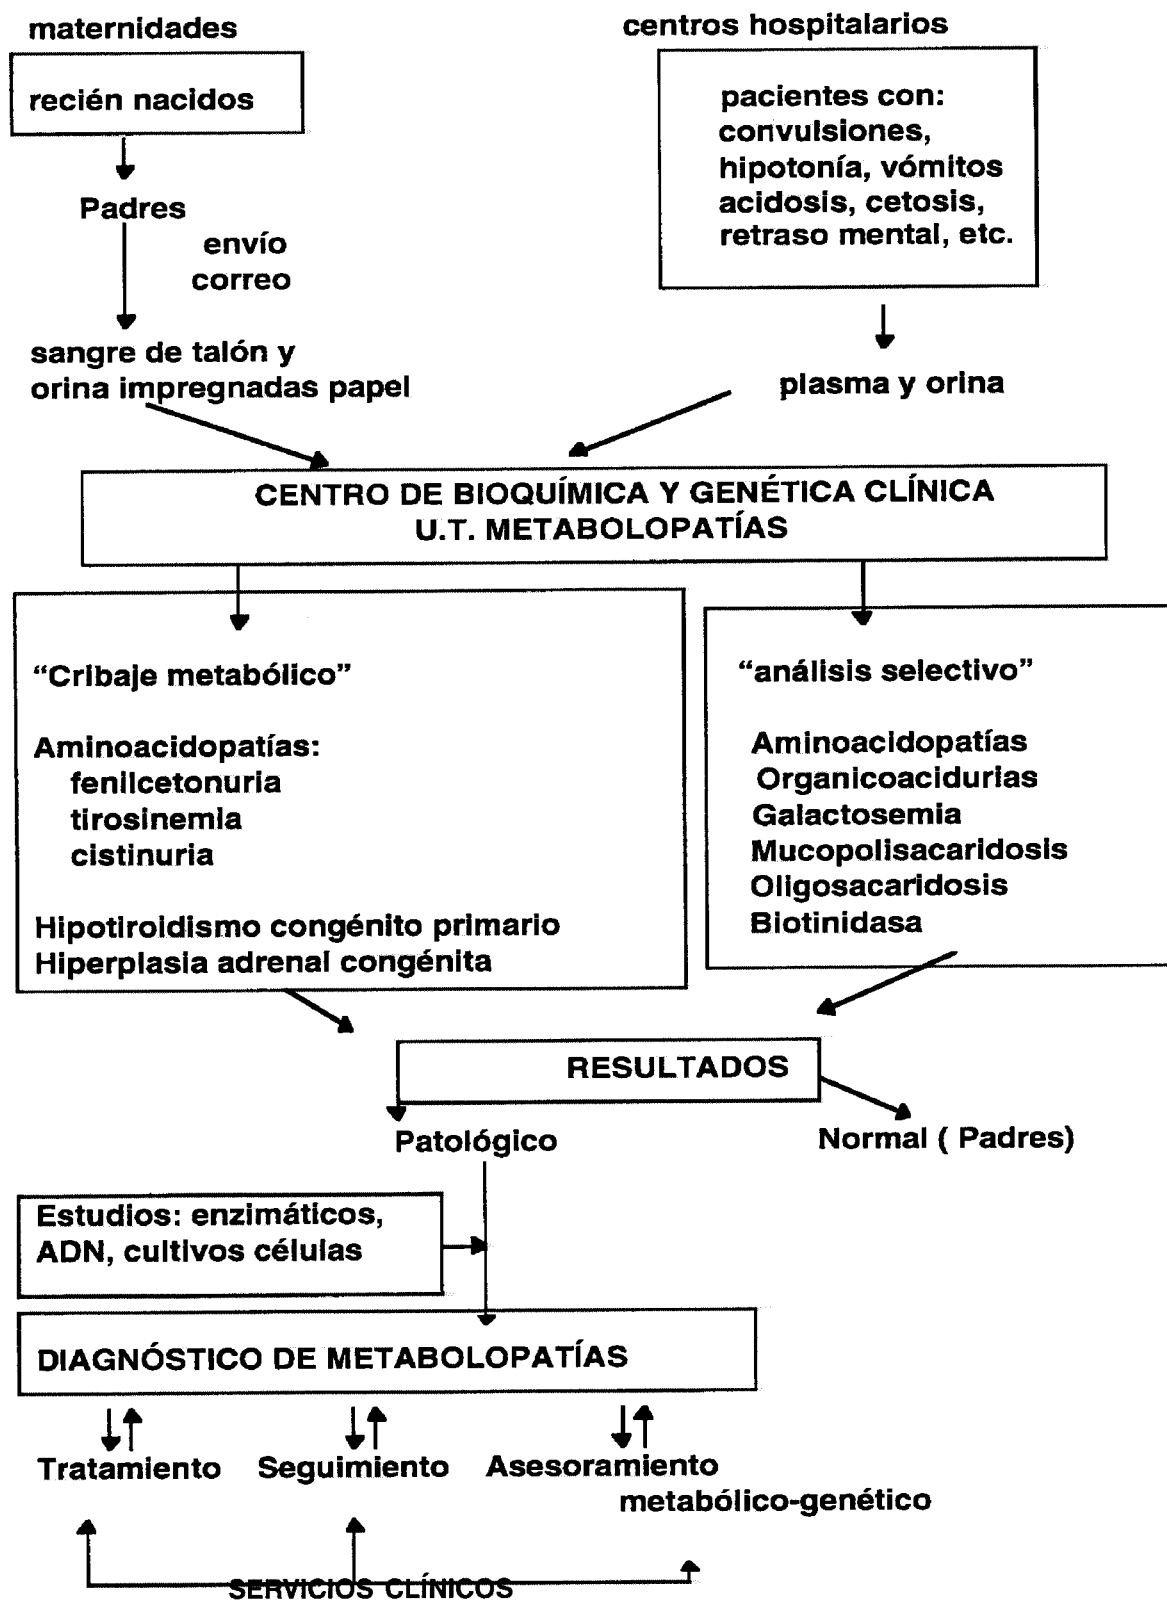 maternidades
centros hospitalarios
recién nacidos
pacientes con:
convulsiones,
hipotonía, vómitos
acidosis, cetosis,
retraso mental, etc.
Padres
envío
correo
sangre de talón y
orina impregnadas papel
plasma y orina
CENTRO DE BIOQUÍMICA Y GENÉTICA CLÍNICA
U.T. METABOLOPATÍAS
“Cribaje metabólico”
Aminoacidopatías:
fenilcetonuria
tirosinemia
cistinuria
Hipotiroidismo congénito primario
Hiperplasia adrenal congénita
“análisis selectivo”
Aminoacidopatías
Organicoacidurias
Galactosemia
Mucopolisacaridosis
Oligosacaridosis
Biotinidasa
RESULTADOS
Patológico
Normal ( Padres)
Estudios: enzimáticos,
ADN, cultivos células
DIAGNÓSTICO DE METABOLOPATÍAS
Tratamiento
Seguimiento
Asesoramiento
metabólico-genético
SERVICIOS CLÍNICOS